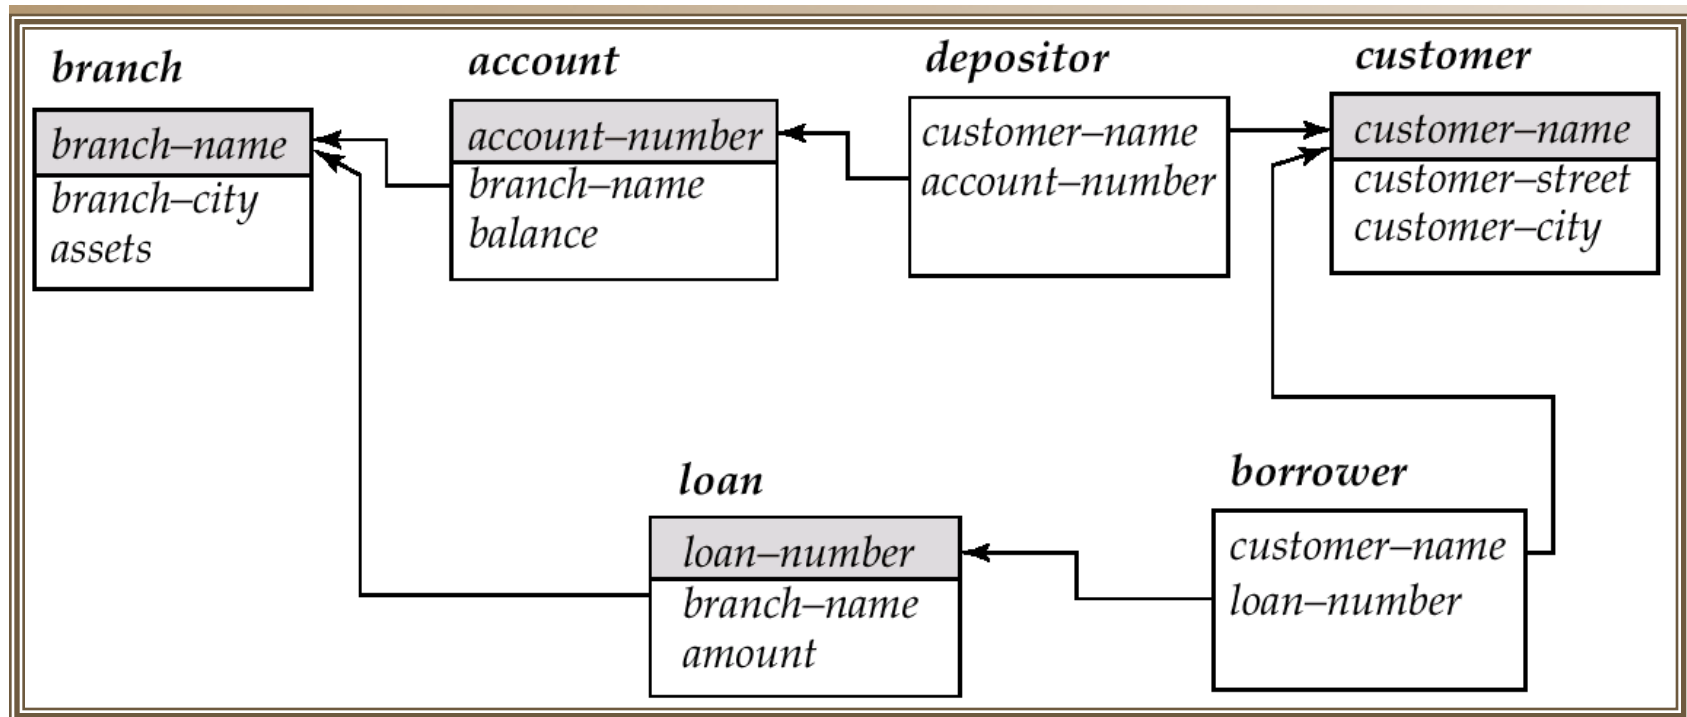 branch
branch–name
branch–city
assets
account
account–number
branch–name
balance
depositor
customer–name
account–number
customer
customer–name
customer–street
customer–city
loan
loan–number
branch–name
amount
borrower
customer–name
loan–number